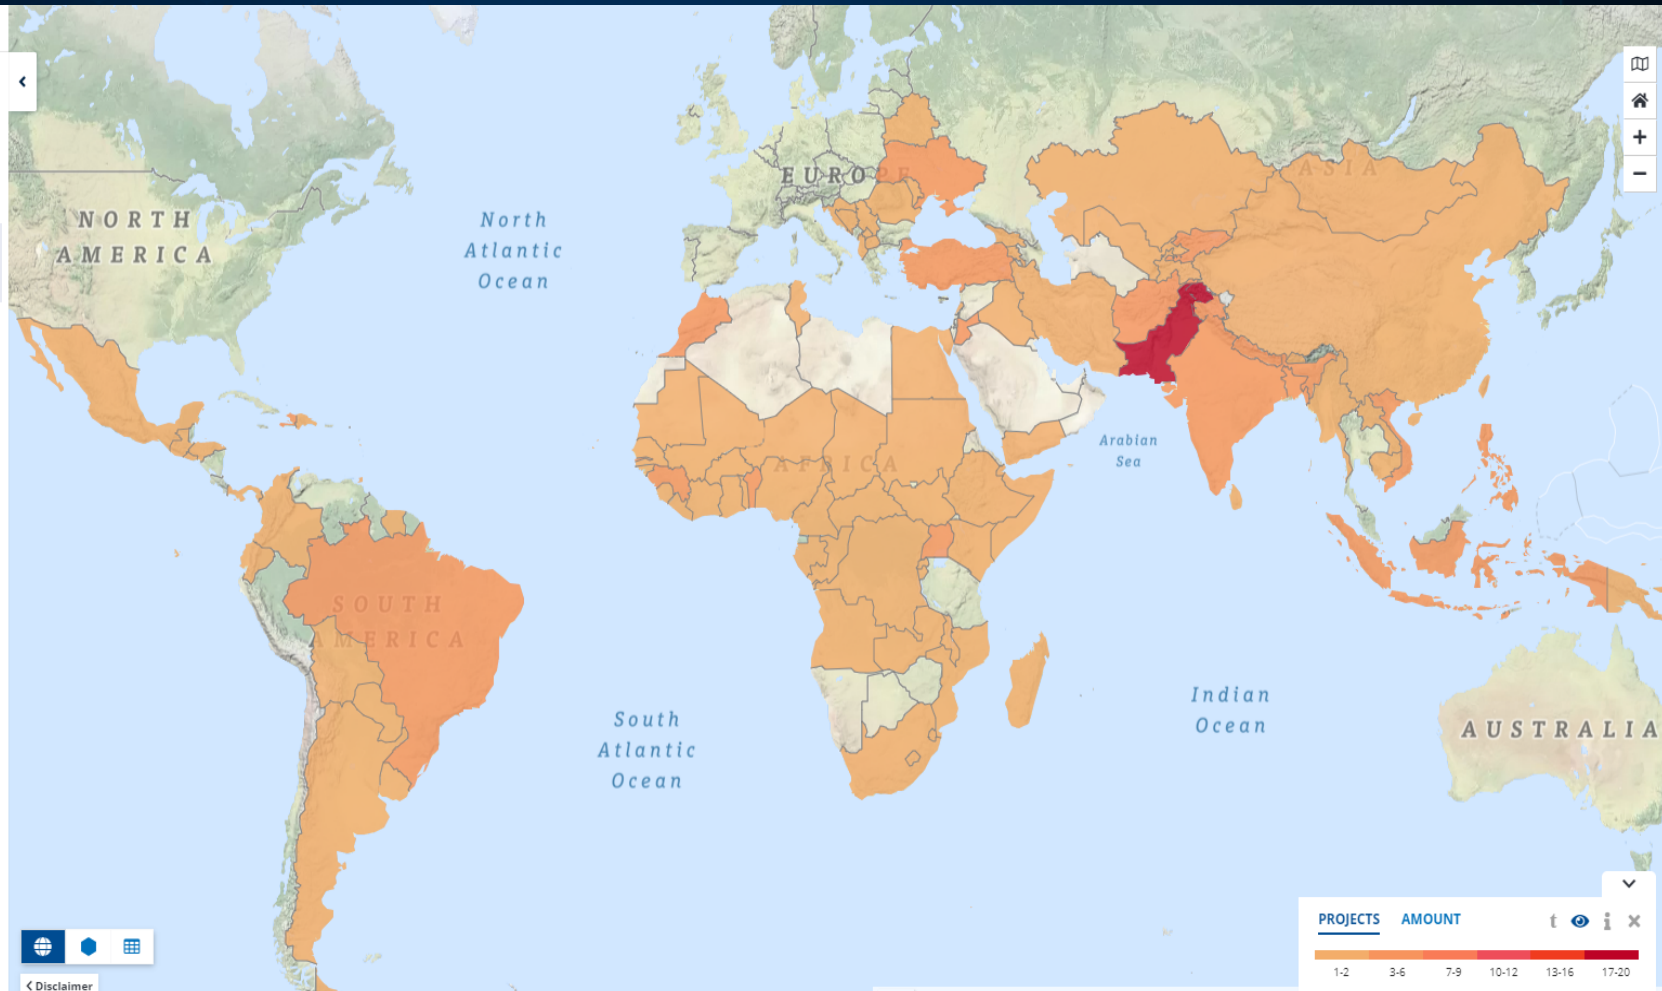 NORTH
AMERICA
North
Atlantic
Ocean
EUROPE
ASIA
AFRICA
Arabian
Sea
SOUTH
AMERICA
South
Atlantic
Ocean
Indian
Ocean
AUSTRALIA
PROJECTS AMOUNT
1-2 3-6 7-9 10-12 13-16 17-20
Disclaimer